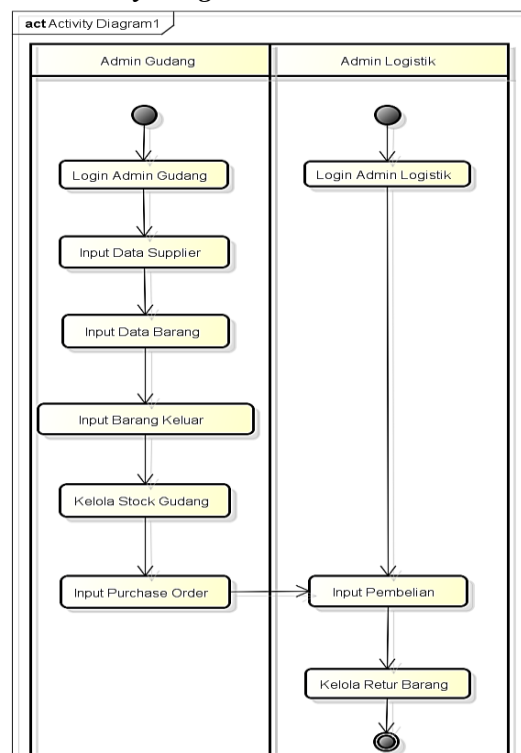 act Activity Diagram1
Admin Gudang
Admin Logistik
Login Admin Gudang
Login Admin Logistik
Input Data Supplier
Input Data Barang
Input Barang Keluar
Kelola Stock Gudang
Input Purchase Order
Input Pembelian
Kelola Retur Barang